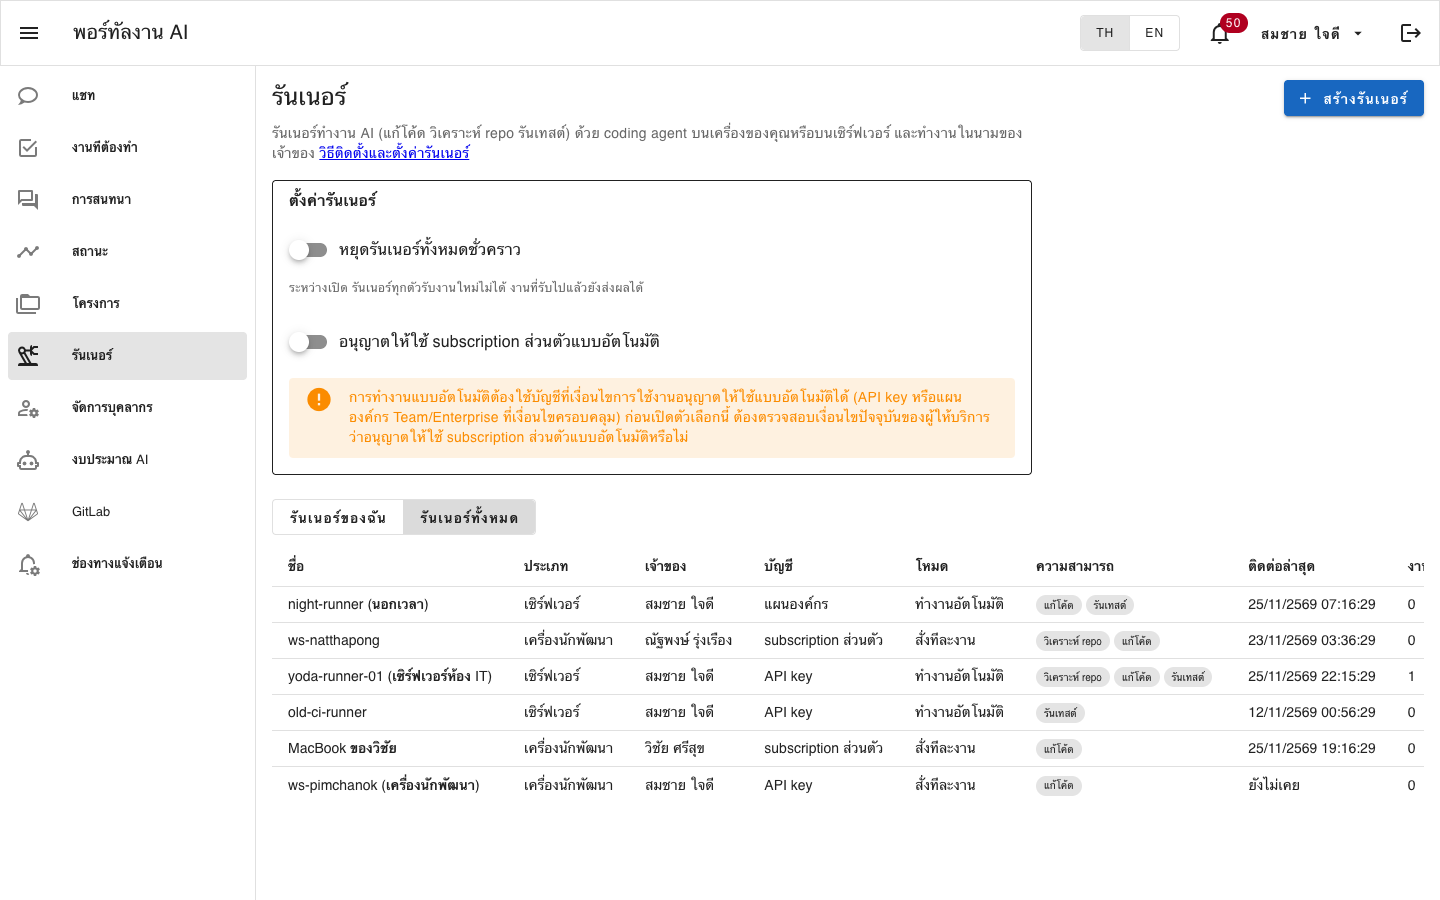 พอร์ทัลงาน AI
TH
EN
50
สมชาย ใจดี
แชท
งานที่ต้องทำ
การสนทนา
สถานะ
โครงการ
รันเนอร์
จัดการบุคลากร
งบประมาณ AI
GitLab
ช่องทางแจ้งเตือน
รันเนอร์
สร้างรันเนอร์
รันเนอร์ทำงาน AI (แก้โค้ด วิเคราะห์ repo รันเทสต์) ด้วย coding agent บนเครื่องของคุณหรือบนเซิร์ฟเวอร์ และทำงานในนามของ
เจ้าของ วิธีติดตั้งและตั้งค่ารันเนอร์
ตั้งค่ารันเนอร์
หยุดรันเนอร์ทั้งหมดชั่วคราว
ระหว่างเปิด รันเนอร์ทุกตัวรับงานใหม่ไม่ได้ งานที่รับไปแล้วยังส่งผลได้
อนุญาตให้ใช้ subscription ส่วนตัวแบบอัตโนมัติ
การทำงานแบบอัตโนมัติต้องใช้บัญชีที่เงื่อนไขการใช้งานอนุญาตให้ใช้แบบอัตโนมัติได้ (API key หรือแผน
องค์กร Team/Enterprise ที่เงื่อนไขครอบคลุม) ก่อนเปิดตัวเลือกนี้ ต้องตรวจสอบเงื่อนไขปัจจุบันของผู้ให้บริการ
ว่าอนุญาตให้ใช้ subscription ส่วนตัวแบบอัตโนมัติหรือไม่
รันเนอร์ของฉัน
รันเนอร์ทั้งหมด
ชื่อ ประเภท เจ้าของ บัญชี โหมด ความสามารถ ติดต่อล่าสุด
night-runner (นอกเวลา) เซิร์ฟเวอร์ สมชาย ใจดี แผนองค์กร ทำงานอัตโนมัติ แก้โค้ด รันเทสต์ 25/11/2569 07:16:29 0
ws-natthapong เครื่องนักพัฒนา ณัฐพงษ์ รุ่งเรือง subscription ส่วนตัว สั่งทีละงาน วิเคราะห์ repo แก้โค้ด 23/11/2569 03:36:29 0
yoda-runner-01 (เซิร์ฟเวอร์ห้อง IT) เซิร์ฟเวอร์ สมชาย ใจดี API key ทำงานอัตโนมัติ วิเคราะห์ repo แก้โค้ด รันเทสต์ 25/11/2569 22:15:29 1
old-ci-runner เซิร์ฟเวอร์ สมชาย ใจดี API key ทำงานอัตโนมัติ รันเทสต์ 12/11/2569 00:56:29 0
MacBook ของวิชัย เครื่องนักพัฒนา วิชัย ศรีสุข subscription ส่วนตัว สั่งทีละงาน แก้โค้ด 25/11/2569 19:16:29 0
ws-pimchanok (เครื่องนักพัฒนา) เครื่องนักพัฒนา สมชาย ใจดี API key สั่งทีละงาน แก้โค้ด ยังไม่เคย 0